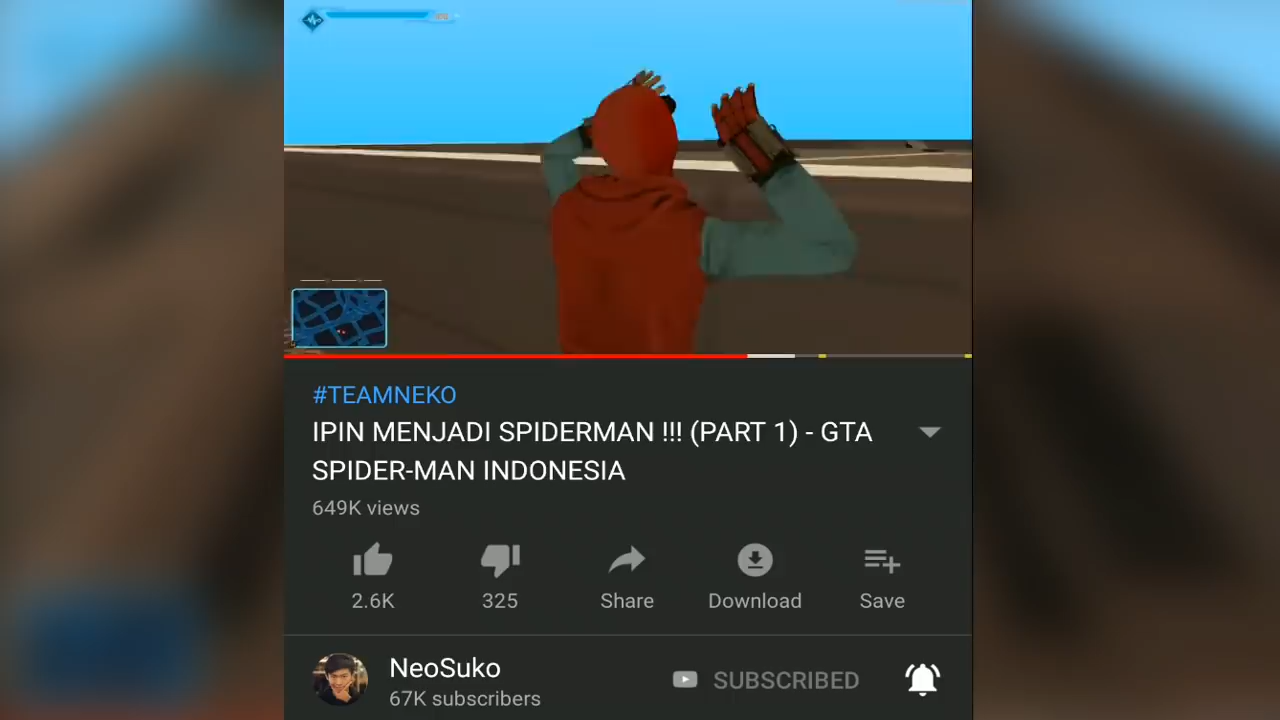 #TEAMNEKO
IPIN MENJADI SPIDERMAN !!! (PART 1) - GTA
SPIDER-MAN INDONESIA
649K views
2.6K
325
Share
Download
Save
NeoSuko
67K subscribers
SUBSCRIBED